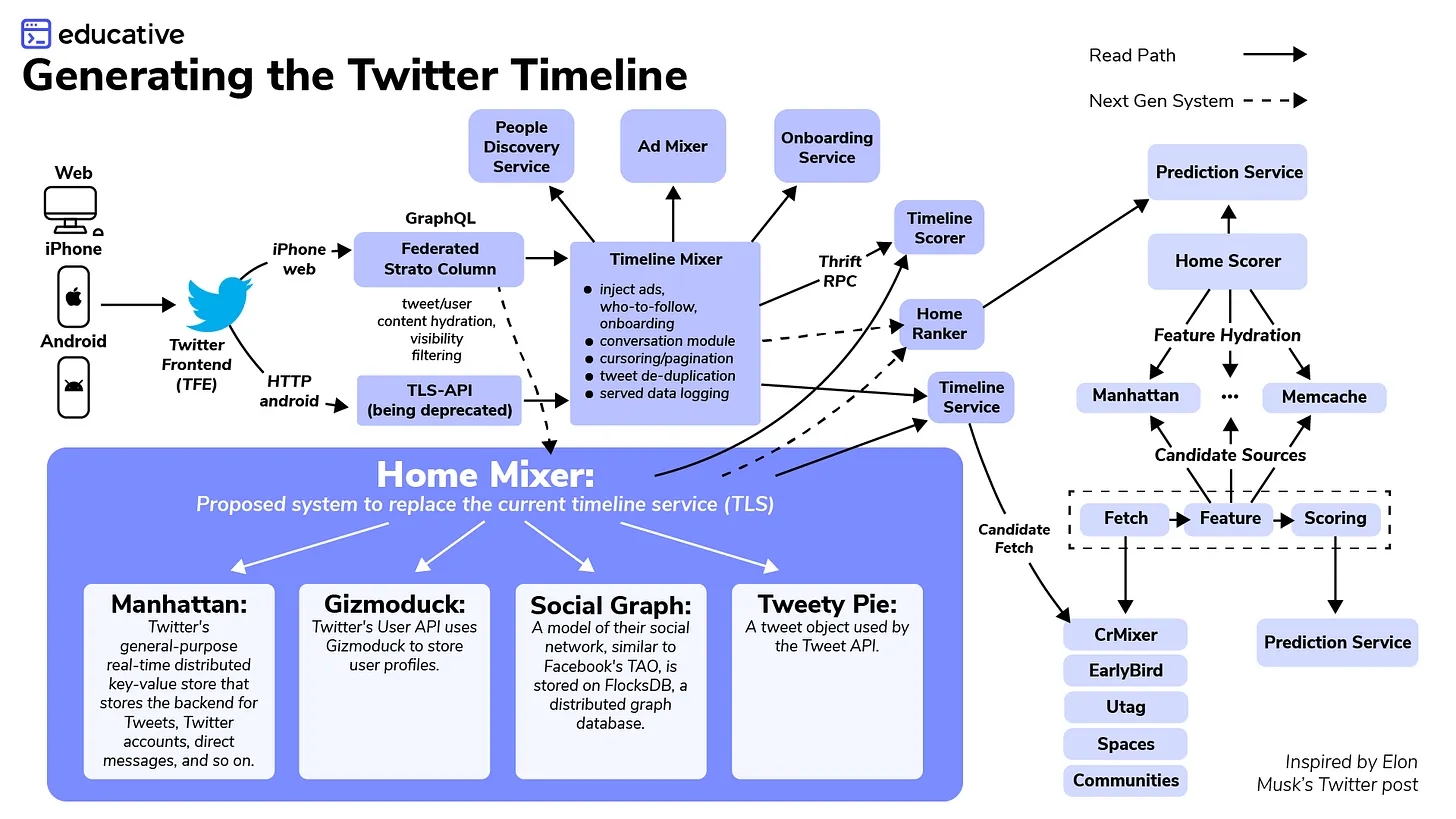 educative
Generating the Twitter Timeline
Read Path
Next Gen System
Web
iPhone
Android
Twitter
Frontend
(TFE)
iPhone
web
HTTP
android
GraphQL
Federated
Strato Column
tweet/user
content hydration,
visibility
filtering
TLS-API
(being deprecated)
People
Discovery
Service
Ad Mixer
Onboarding
Service
Timeline Mixer
● inject ads,
who-to-follow,
onboarding
● conversation module
● cursoring/pagination
● tweet de-duplication
● served data logging
Thrift
RPC
Timeline
Scorer
Home
Ranker
Timeline
Service
Candidate
Fetch
Prediction Service
Home Scorer
Feature Hydration
Manhattan
...
Memcache
Candidate Sources
Fetch
Feature
Scoring
CrMixer
EarlyBird
Utag
Spaces
Communities
Prediction Service
Home Mixer:
Proposed system to replace the current timeline service (TLS)
Manhattan:
Twitter's
general-purpose
real-time distributed
key-value store that
stores the backend for
Tweets, Twitter
accounts, direct
messages, and so on.
Gizmoduck:
Twitter's User API uses
Gizmoduck to store
user profiles.
Social Graph:
A model of their social
network, similar to
Facebook's TAO, is
stored on FlocksDB, a
distributed graph
database.
Tweety Pie:
A tweet object used by
the Tweet API.
Inspired by Elon
Musk's Twitter post